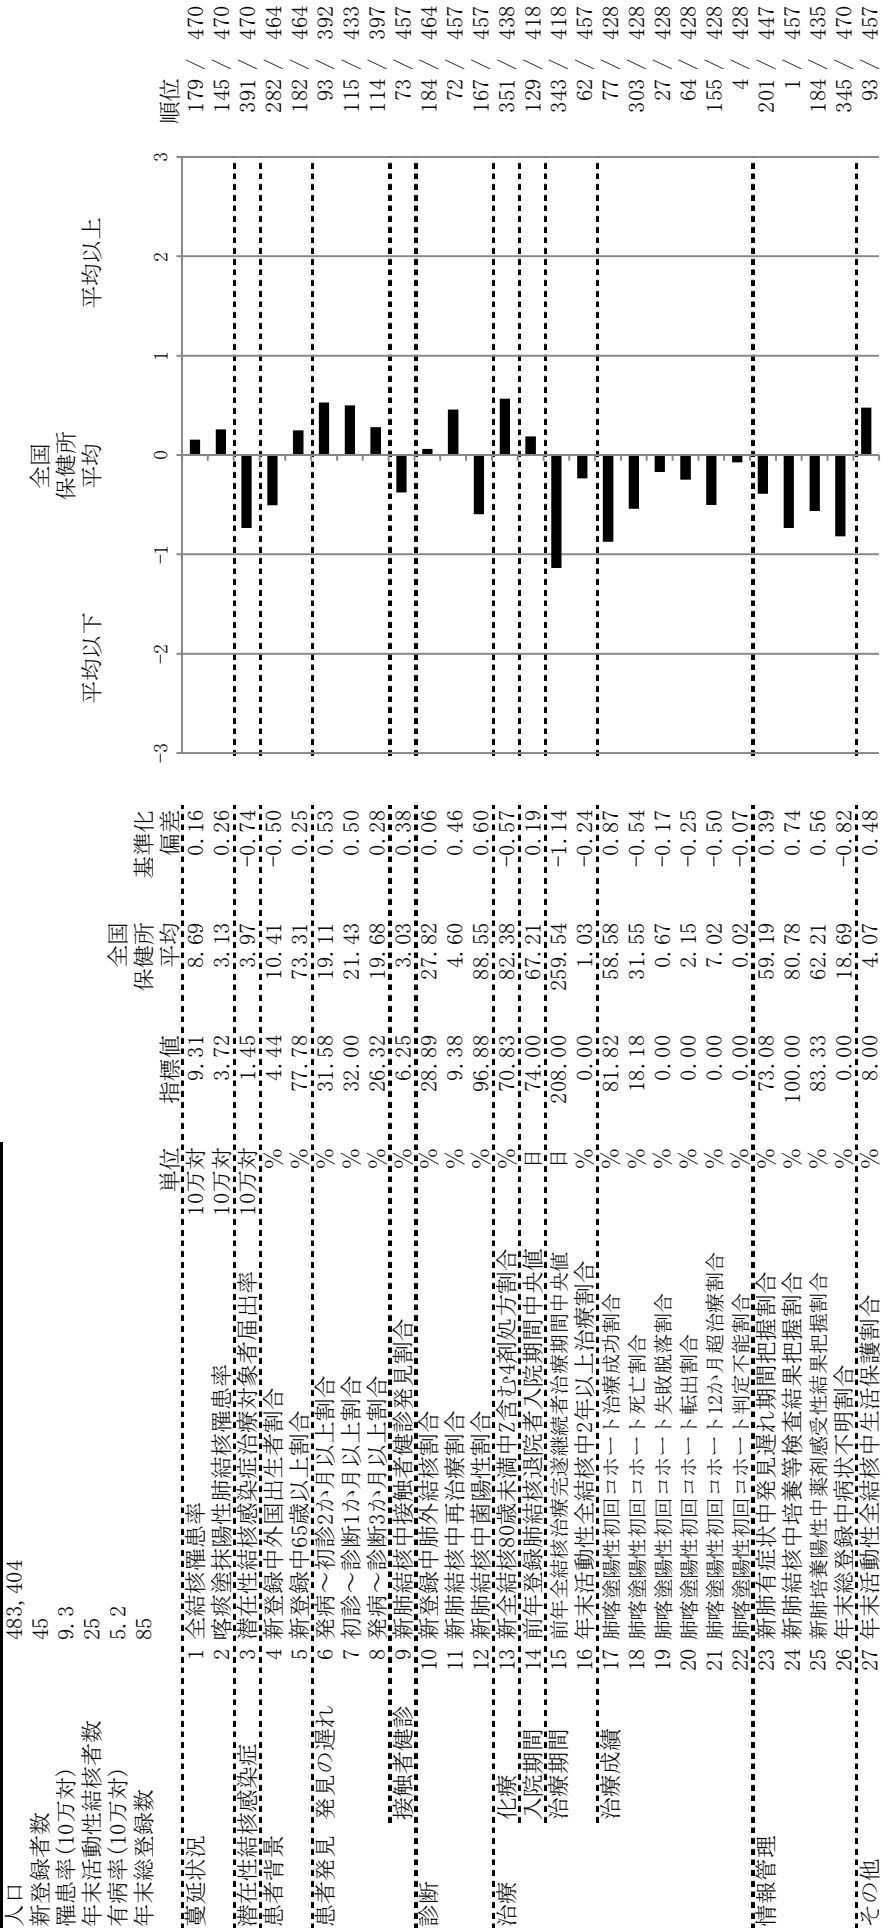 人口 483,404
新登録者数 45
罹患率(10万対) 9.3
年末活動性結核者数 25
有病率(10万対) 5.2
年末総登録数 85
単位 指標値 全国保健所平均 基準化偏差 平均以下 全国保健所平均 平均以上 順位
-3 -2 -1 0 1 2 3
蔓延状況 1 全結核罹患率 10万対 9.31 8.69 0.16 179 / 470
2 喀痰塗抹陽性肺結核罹患率 10万対 3.72 3.13 0.26 145 / 470
潜在性結核感染症 3 潜在性結核感染症治療対象者届出率 10万対 1.45 3.97 -0.74 391 / 470
患者背景 4 新登録中外国出生者割合 % 4.44 10.41 -0.50 282 / 464
5 新登録中65歳以上割合 % 77.78 73.31 0.25 182 / 464
患者発見 発見の遅れ 6 発病～初診2か月以上割合 % 31.58 19.11 0.53 93 / 392
7 初診～診断1か月以上割合 % 32.00 21.43 0.50 115 / 433
8 発病～診断3か月以上割合 % 26.32 19.68 0.28 114 / 397
接触者健診 9 新肺結核中接触者健診発見割合 % 6.25 3.03 0.38 73 / 457
診断 10 新登録中肺外結核割合 % 28.89 27.82 0.06 184 / 464
11 新肺結核中再治療割合 % 9.38 4.60 0.46 72 / 457
12 新肺結核中菌陽性割合 % 96.88 88.55 0.60 167 / 457
治療 化療 13 新全結核80歳未満中Z含む4剤処方割合 % 70.83 82.38 -0.57 351 / 438
入院期間 14 前年登録肺結核退院者入院期間中央値 日 74.00 67.21 0.19 129 / 418
治療期間 15 前年全結核治療完遂継続者治療期間中央値 日 208.00 259.54 -1.14 343 / 418
16 年末活動性全結核中2年以上治療割合 % 0.00 1.03 -0.24 62 / 457
治療成績 17 肺喀塗陽性初回コホート治療成功割合 % 81.82 58.58 0.87 77 / 428
18 肺喀塗陽性初回コホート死亡割合 % 18.18 31.55 -0.54 303 / 428
19 肺喀塗陽性初回コホート失敗脱落割合 % 0.00 0.67 -0.17 27 / 428
20 肺喀塗陽性初回コホート転出割合 % 0.00 2.15 -0.25 64 / 428
21 肺喀塗陽性初回コホート12か月超治療割合 % 0.00 7.02 -0.50 155 / 428
22 肺喀塗陽性初回コホート判定不能割合 % 0.00 0.02 -0.07 4 / 428
情報管理 23 新肺有症状中発見遅れ期間把握割合 % 73.08 59.19 0.39 201 / 447
24 新肺結核中培養等検査結果把握割合 % 100.00 80.78 0.74 1 / 457
25 新肺培養陽性中薬剤感受性結果把握割合 % 83.33 62.21 0.56 184 / 435
26 年末総登録中病状不明割合 % 0.00 18.69 -0.82 345 / 470
その他 27 年末活動性全結核中生活保護割合 % 8.00 4.07 0.48 93 / 457